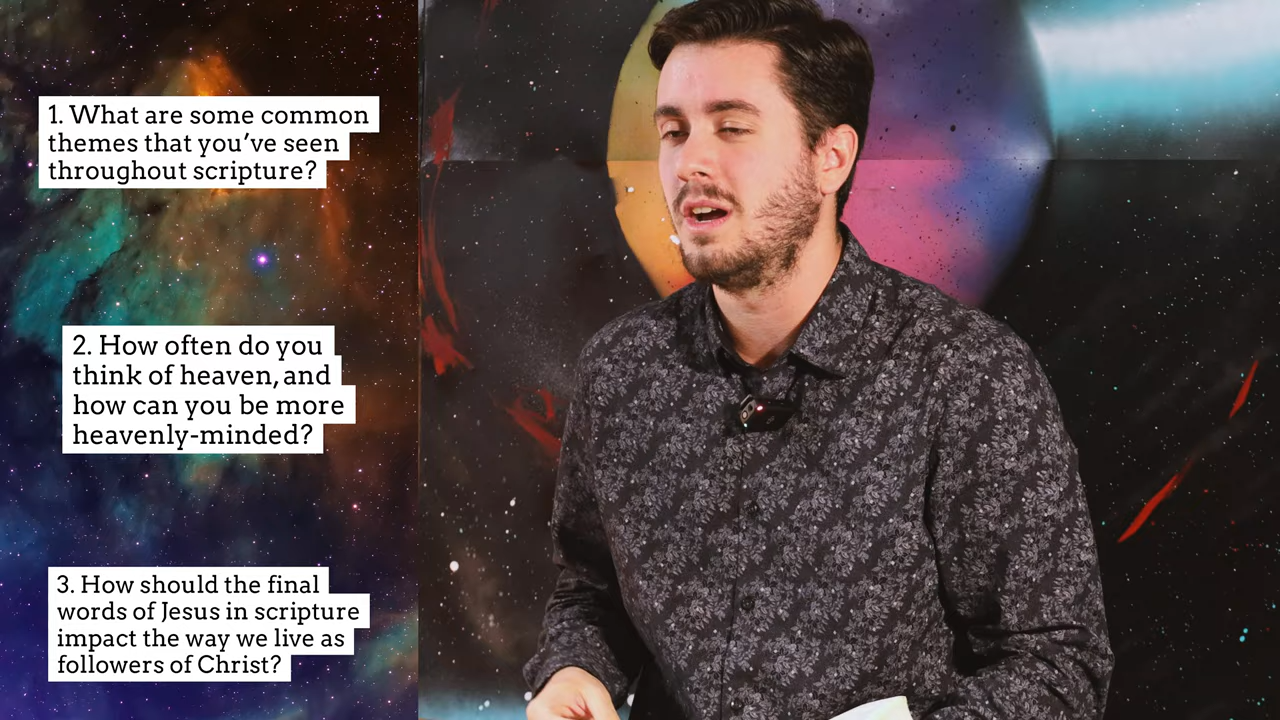 1. What are some common
themes that you've seen
throughout scripture?
2. How often do you
think of heaven, and
how can you be more
heavenly-minded?
3. How should the final
words of Jesus in scripture
impact the way we live as
followers of Christ?